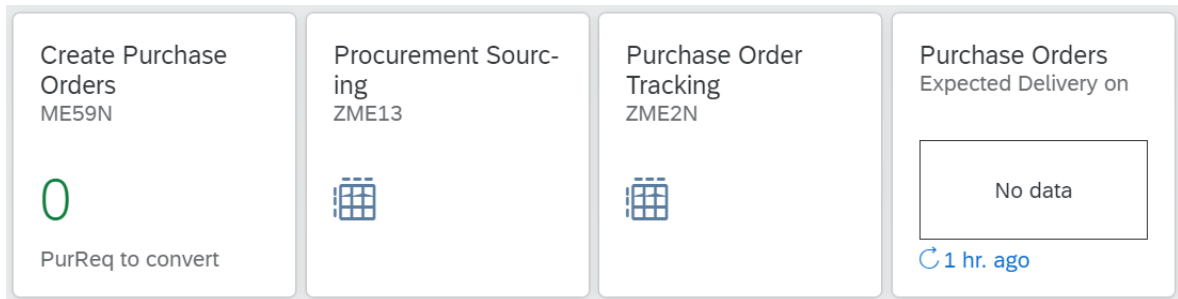 Create Purchase
Orders
ME59N
0
PurReq to convert
Procurement Sourc-
ing
ZME13
Purchase Order
Tracking
ZME2N
Purchase Orders
Expected Delivery on
No data
1 hr. ago